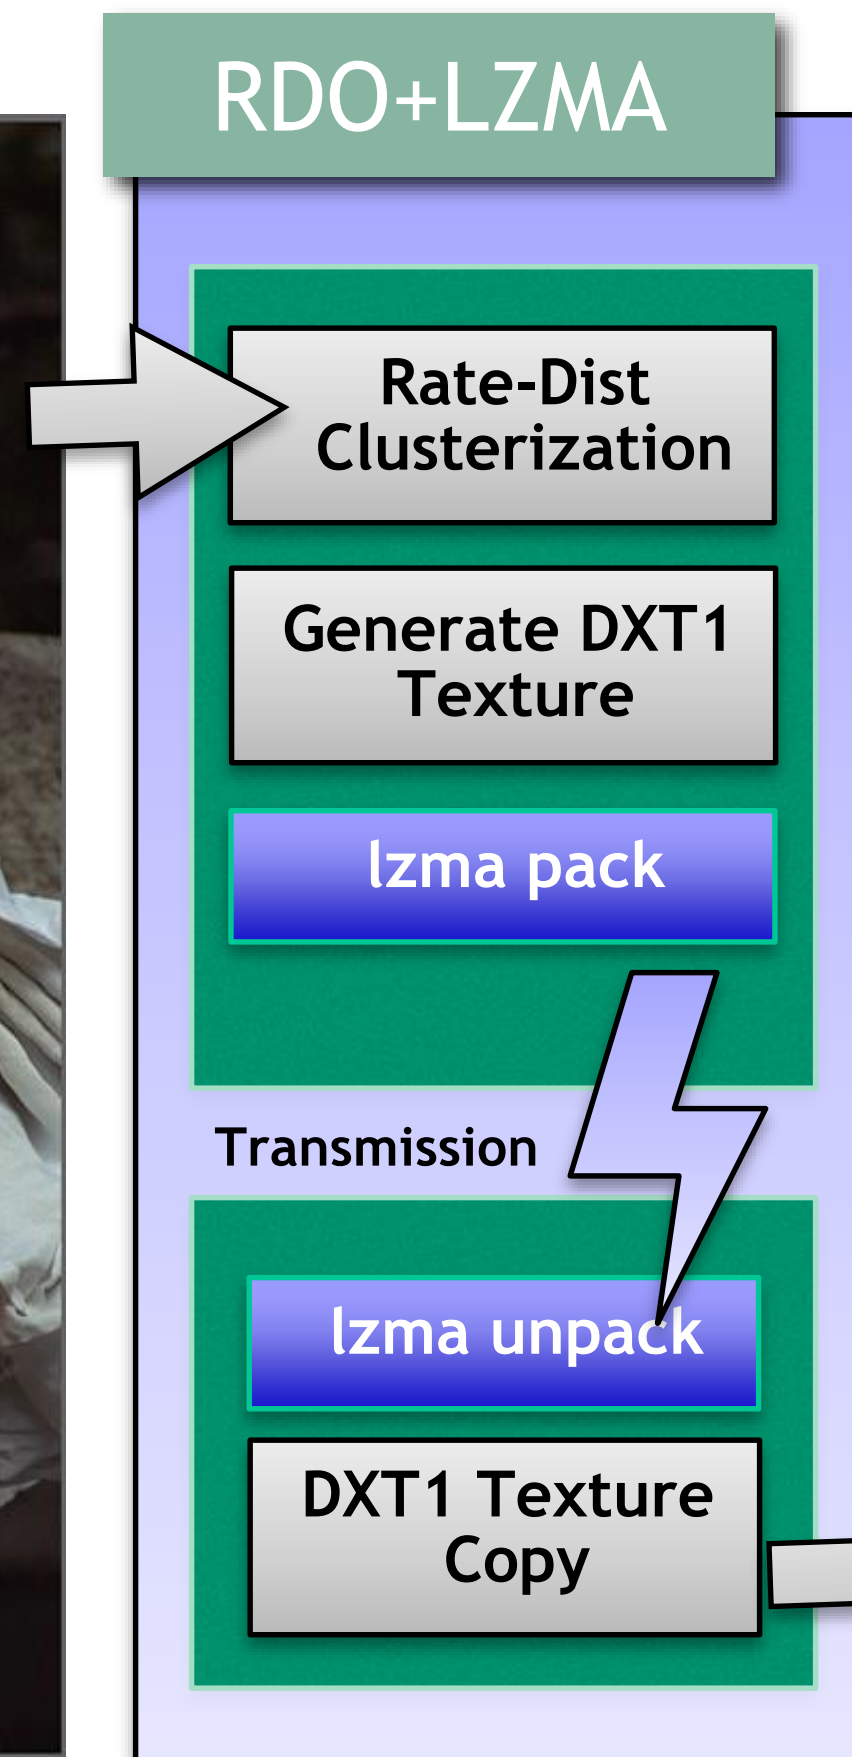 RDO+LZMA
Rate-Dist
Clusterization
Generate DXT1
Texture
lzma pack
Transmission
lzma unpack
DXT1 Texture
Copy